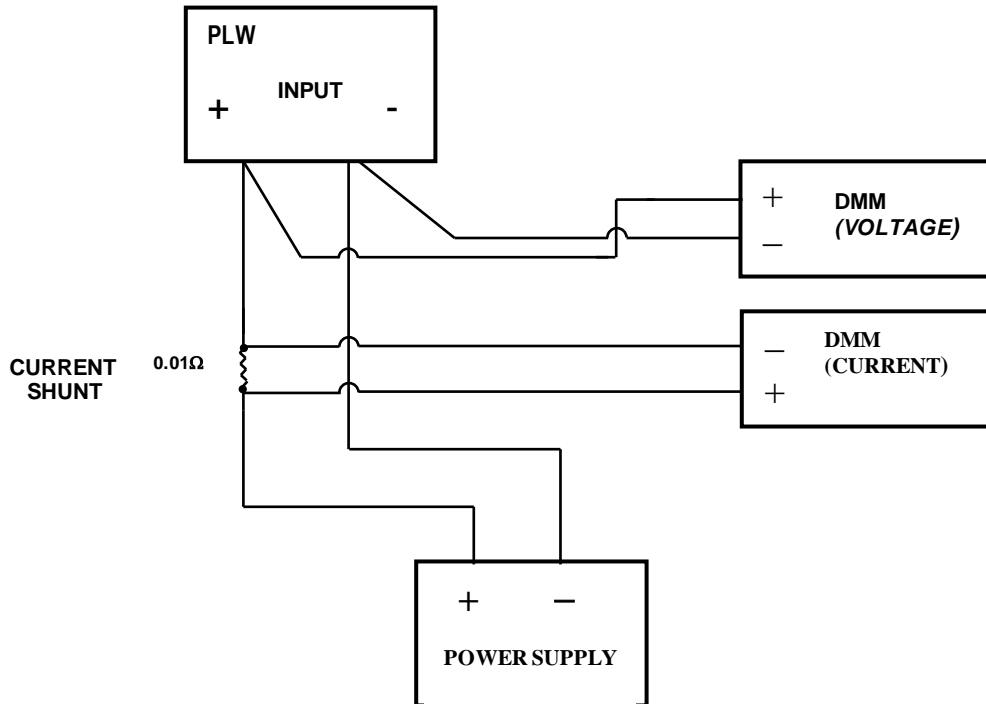 PLW
INPUT
+ -
+ DMM
(VOLTAGE)
−
− DMM
(CURRENT)
+
CURRENT
SHUNT
0.01Ω
+ −
POWER SUPPLY